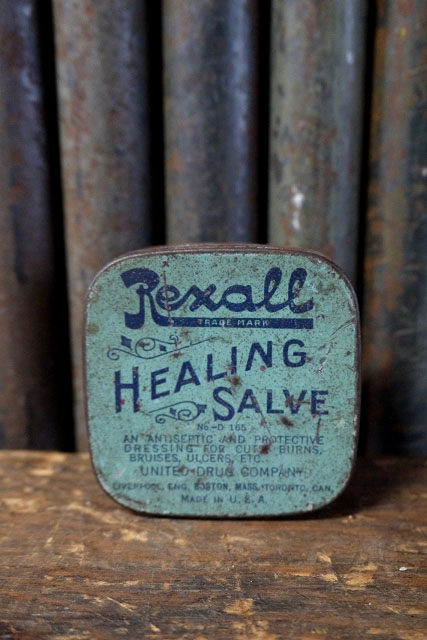 Rexall
TRADE MARK
HEALING
SALVE
No.-D 165
AN ANTISEPTIC AND PROTECTIVE
DRESSING FOR CUTS, BURNS,
BRUISES, ULCERS, ETC.
UNITED DRUG COMPANY
LIVERPOOL, ENG. BOSTON, MASS. TORONTO, CAN.
MADE IN U.S.A.